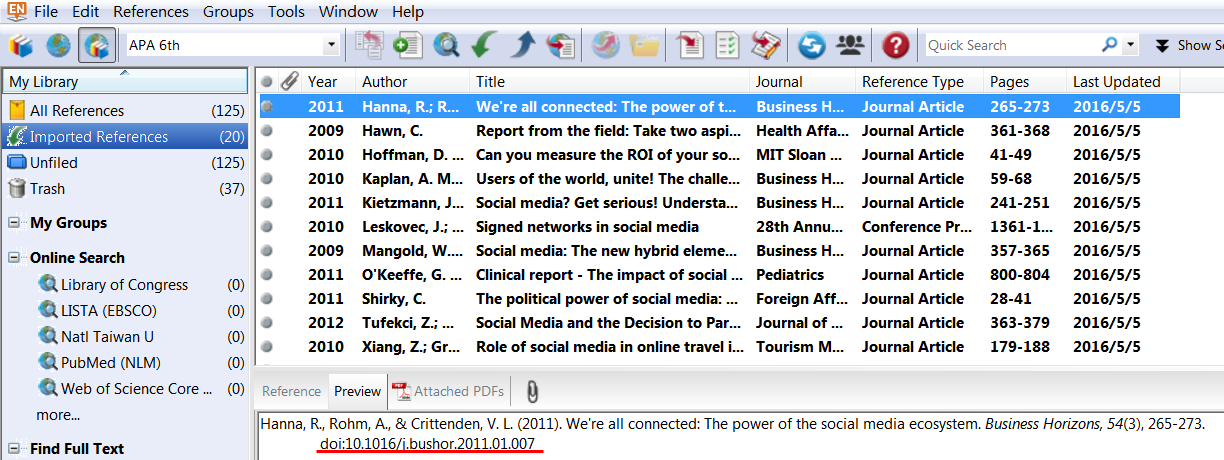 EN File Edit References Groups Tools Window Help
APA 6th Quick Search Show Se
My Library Year Author Title Journal Reference Type Pages Last Updated
All References (125) 2011 Hanna, R.; R... We're all connected: The power of t... Business H... Journal Article 265-273 2016/5/5
Imported References (20) 2009 Hawn, C. Report from the field: Take two aspi... Health Affa... Journal Article 361-368 2016/5/5
Unfiled (125) 2010 Hoffman, D. ... Can you measure the ROI of your so... MIT Sloan ... Journal Article 41-49 2016/5/5
Trash (37) 2010 Kaplan, A. M... Users of the world, unite! The challe... Business H... Journal Article 59-68 2016/5/5
My Groups 2011 Kietzmann, J... Social media? Get serious! Understa... Business H... Journal Article 241-251 2016/5/5
2010 Leskovec, J.; ... Signed networks in social media 28th Annu... Conference Pr... 1361-1... 2016/5/5
Online Search 2009 Mangold, W.... Social media: The new hybrid eleme... Business H... Journal Article 357-365 2016/5/5
Library of Congress (0) 2011 O'Keeffe, G. ... Clinical report - The impact of social ... Pediatrics Journal Article 800-804 2016/5/5
LISTA (EBSCO) (0) 2011 Shirky, C. The political power of social media: ... Foreign Aff... Journal Article 28-41 2016/5/5
Natl Taiwan U (0) 2012 Tufekci, Z.; ... Social Media and the Decision to Par... Journal of ... Journal Article 363-379 2016/5/5
PubMed (NLM) (0) 2010 Xiang, Z.; Gr... Role of social media in online travel i... Tourism M... Journal Article 179-188 2016/5/5
Web of Science Core ... (0) Reference Preview PDF Attached PDFs
more...
Hanna, R., Rohm, A., & Crittenden, V. L. (2011). We're all connected: The power of the social media ecosystem. Business Horizons, 54(3), 265-273.
Find Full Text doi:10.1016/j.bushor.2011.01.007